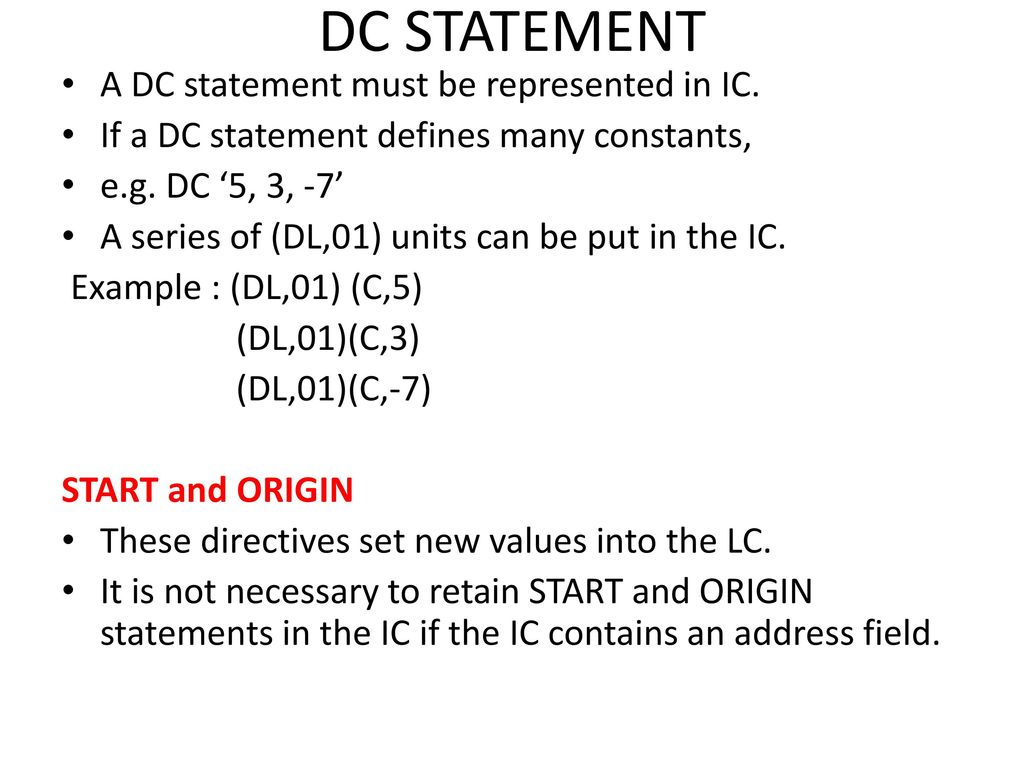 DC STATEMENT
• A DC statement must be represented in IC.
• If a DC statement defines many constants,
• e.g. DC ‘5, 3, -7’
• A series of (DL,01) units can be put in the IC.
Example : (DL,01) (C,5)
(DL,01)(C,3)
(DL,01)(C,-7)
START and ORIGIN
• These directives set new values into the LC.
• It is not necessary to retain START and ORIGIN
statements in the IC if the IC contains an address field.